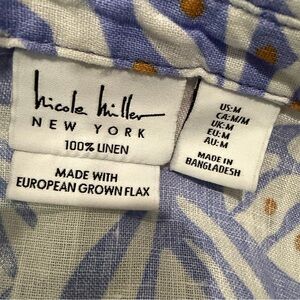 nicole miller
NEW YORK
100% LINEN
MADE WITH
EUROPEAN GROWN FLAX
US:M
CA:M/M
UK:M
EU:M
AU:M
MADE IN
BANGLADESH